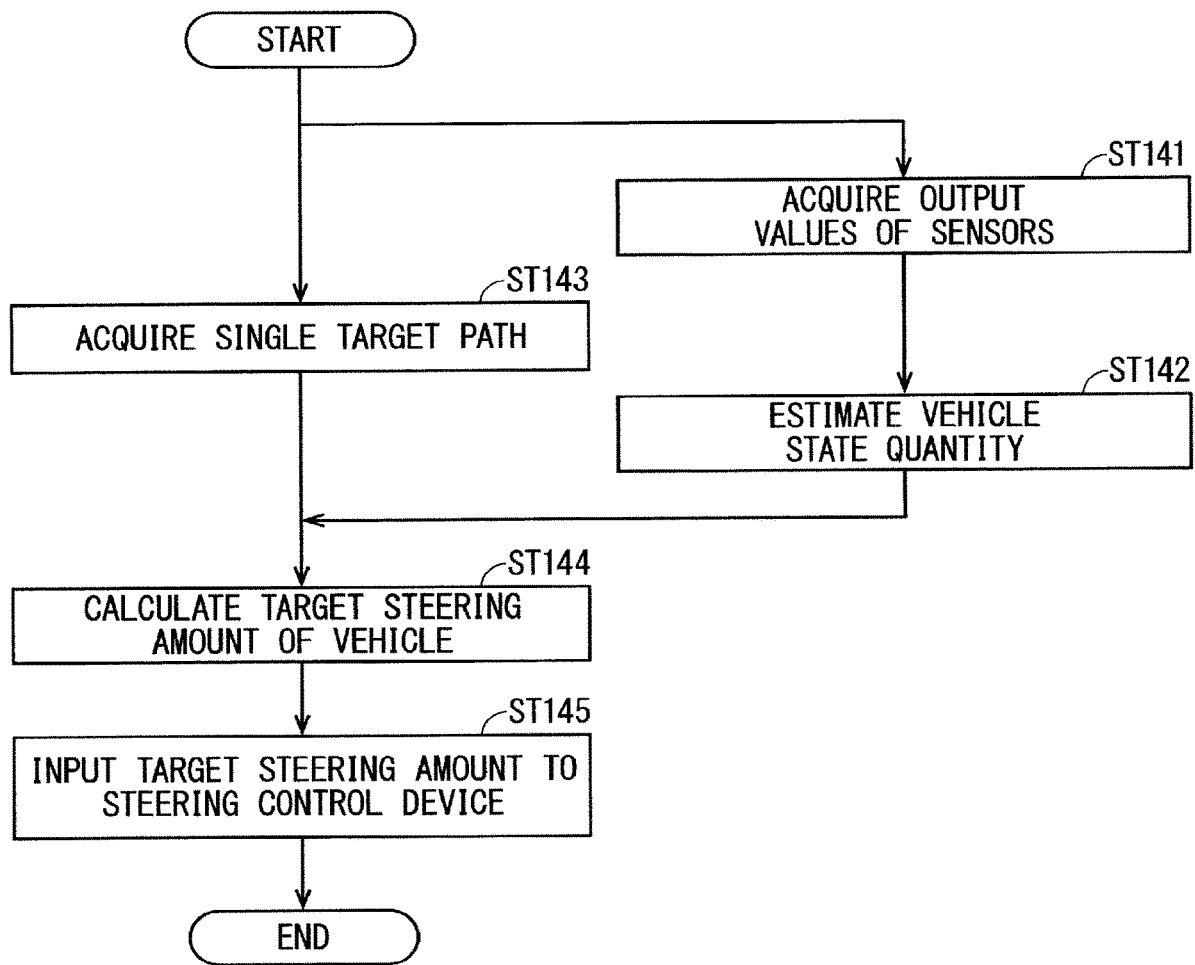 START
ST141
ACQUIRE OUTPUT
VALUES OF SENSORS
ST143
ACQUIRE SINGLE TARGET PATH
ST142
ESTIMATE VEHICLE
STATE QUANTITY
ST144
CALCULATE TARGET STEERING
AMOUNT OF VEHICLE
ST145
INPUT TARGET STEERING AMOUNT TO
STEERING CONTROL DEVICE
END